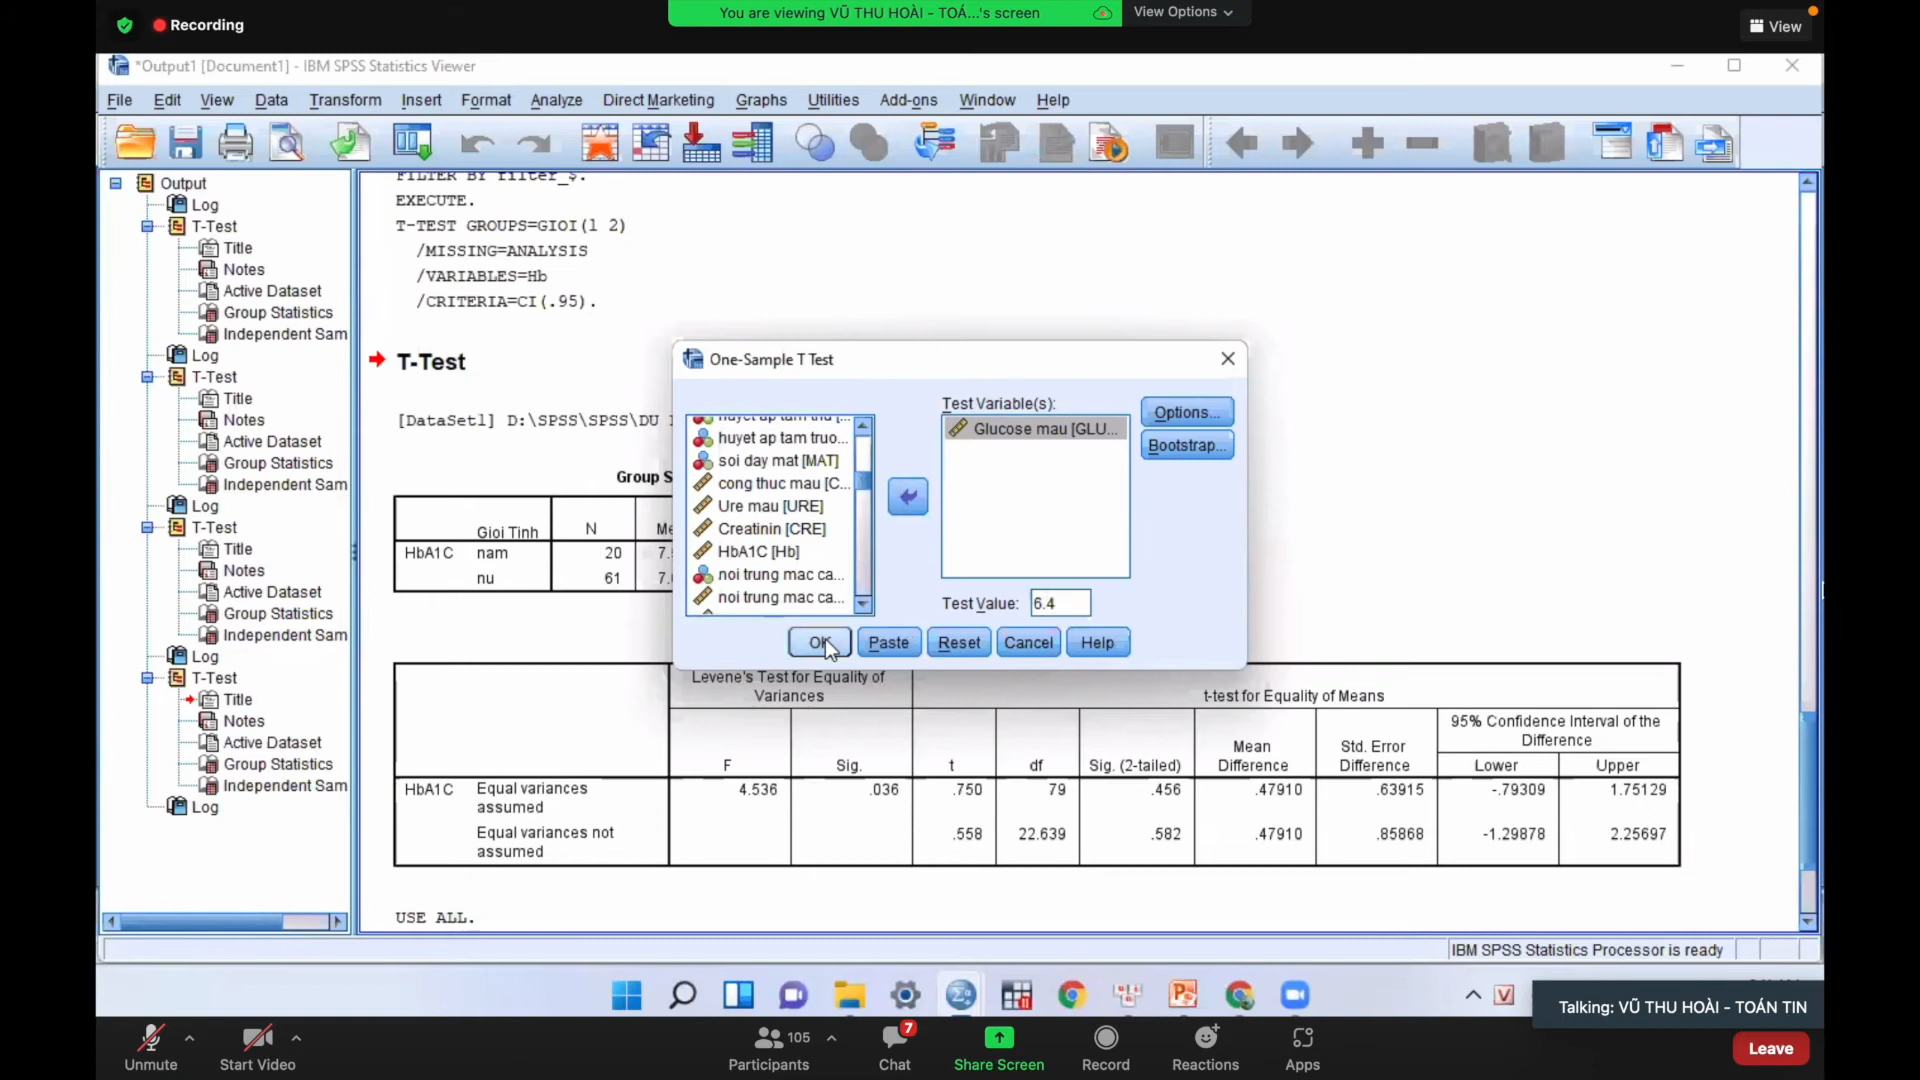 Recording
You are viewing VŨ THU HOÀI - TOÁ...'s screen
View Options
View
*Output1 [Document1] - IBM SPSS Statistics Viewer
File Edit View Data Transform Insert Format Analyze Direct Marketing Graphs Utilities Add-ons Window Help
Output
Log
T-Test
Title
Notes
Active Dataset
Group Statistics
Independent Sam
Log
T-Test
Title
Notes
Active Dataset
Group Statistics
Independent Sam
Log
T-Test
Title
Notes
Active Dataset
Group Statistics
Independent Sam
Log
T-Test
Title
Notes
Active Dataset
Group Statistics
Independent Sam
Log
FILTER BY filter_$.
EXECUTE.
T-TEST GROUPS=GIOI(1 2)
/MISSING=ANALYSIS
/VARIABLES=Hb
/CRITERIA=CI(.95).
T-Test
[DataSet1] D:\SPSS\SPSS\DU
Group S
Gioi Tinh N Me
HbA1C nam 20 7.
nu 61 7.
One-Sample T Test
huyet ap tam thu [...
huyet ap tam truo...
soi day mat [MAT]
cong thuc mau [C...
Ure mau [URE]
Creatinin [CRE]
HbA1C [Hb]
noi trung mac ca...
noi trung mac ca...
Test Variable(s):
Glucose mau [GLU...
Options...
Bootstrap...
Test Value: 6.4
OK Paste Reset Cancel Help
Levene's Test for Equality of
Variances
t-test for Equality of Means
95% Confidence Interval of the
Difference
F Sig. t df Sig. (2-tailed) Mean Difference Std. Error Difference Lower Upper
HbA1C Equal variances assumed 4.536 .036 .750 79 .456 .47910 .63915 -.79309 1.75129
Equal variances not assumed .558 22.639 .582 .47910 .85868 -1.29878 2.25697
USE ALL.
IBM SPSS Statistics Processor is ready
Talking: VŨ THU HOÀI - TOÁN TIN
Unmute
Start Video
105
Participants
7
Chat
Share Screen
Record
Reactions
Apps
Leave